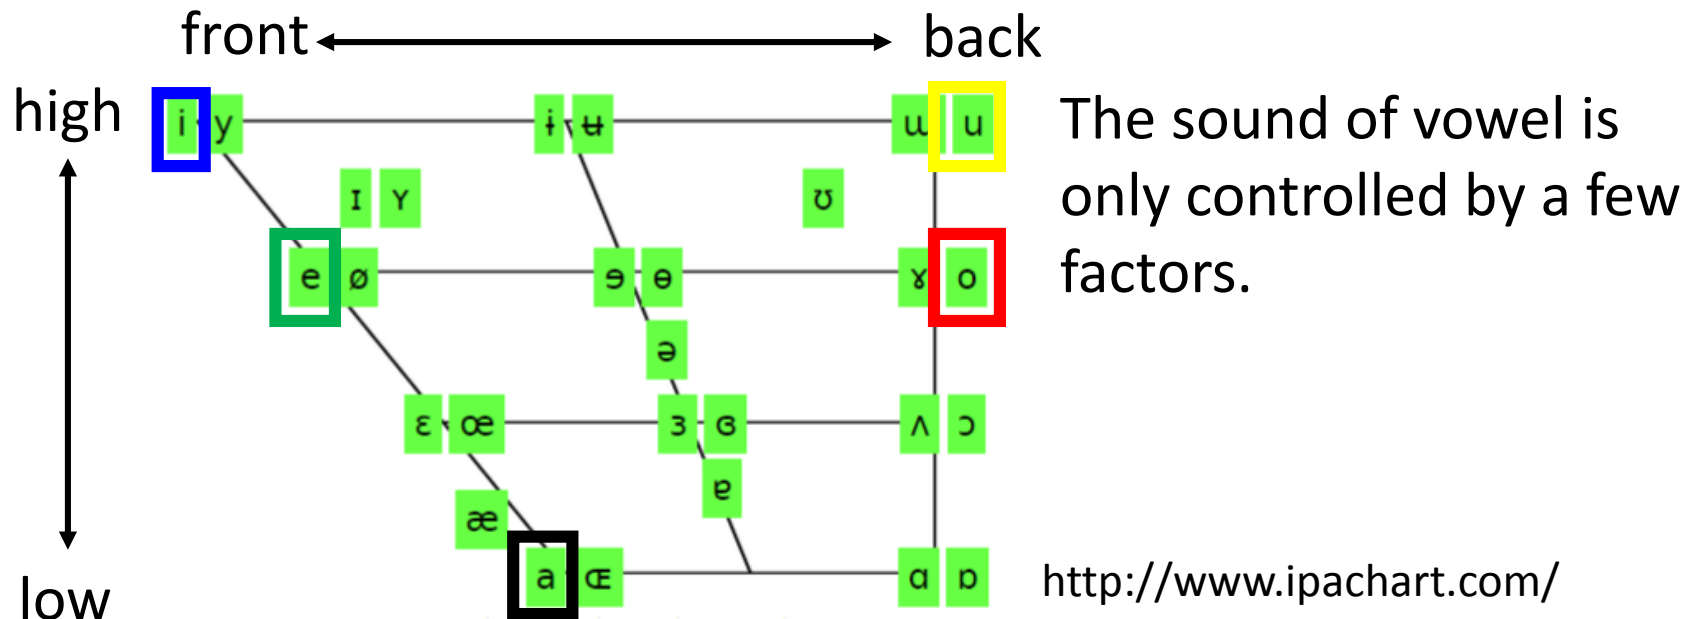 front back
high i y ɨ ʉ ɯ u
ɪ ʏ ʊ
e ø ɘ ɵ ɤ o
ə
ɛ œ ɜ ɞ ʌ ɔ
ɐ
æ
a ɶ ɑ ɒ
low
The sound of vowel is
only controlled by a few
factors.
http://www.ipachart.com/